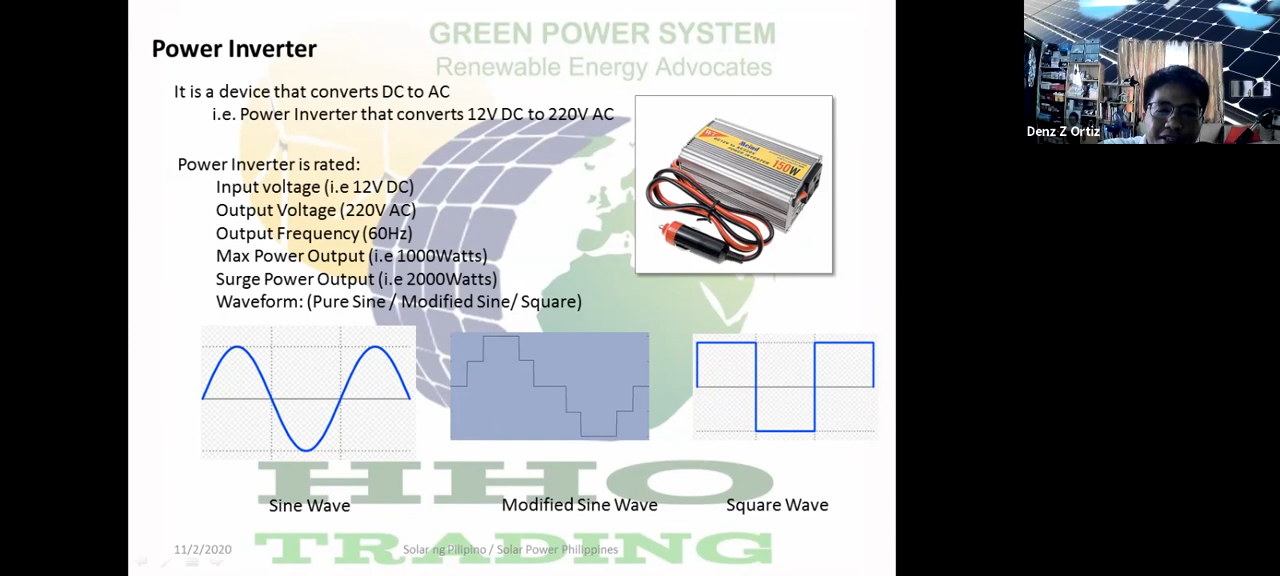 GREEN POWER SYSTEM
Renewable Energy Advocates
Power Inverter
It is a device that converts DC to AC
i.e. Power Inverter that converts 12V DC to 220V AC
Power Inverter is rated:
Input voltage (i.e 12V DC)
Output Voltage (220V AC)
Output Frequency (60Hz)
Max Power Output (i.e 1000Watts)
Surge Power Output (i.e 2000Watts)
Waveform: (Pure Sine / Modified Sine/ Square)
150W
Denz Z Ortiz
HHO
Sine Wave
Modified Sine Wave
Square Wave
TRADING
11/2/2020
Solar ng Pilipino / Solar Power Philippines